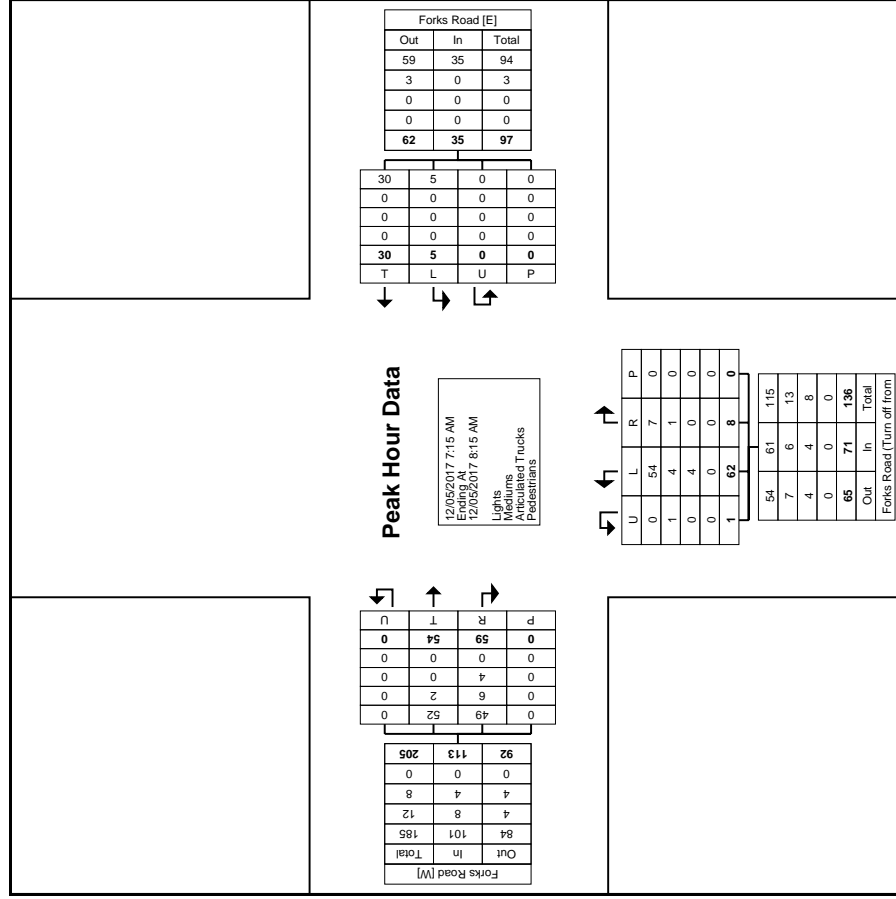 Forks Road [E]
Out In Total
59 35 94
3 0 3
0 0 0
0 0 0
62 35 97
30 5 0 0
0 0 0 0
0 0 0 0
0 0 0 0
30 5 0 0
T L U P
Peak Hour Data
12/05/2017 7:15 AM
Ending At
12/05/2017 8:15 AM
Lights
Mediums
Articulated Trucks
Pedestrians
U L R P
0 54 7 0
1 4 1 0
0 4 0 0
0 0 0 0
1 62 8 0
54 61 115
7 6 13
4 4 8
0 0 0
65 71 136
Out In Total
Forks Road (Turn off from
Forks Road [W]
Out In Total
84 101 185
4 8 12
4 4 8
0 0 0
92 113 205
0 49 52 0
0 6 2 0
0 4 0 0
0 0 0 0
0 59 54 0
P R T U